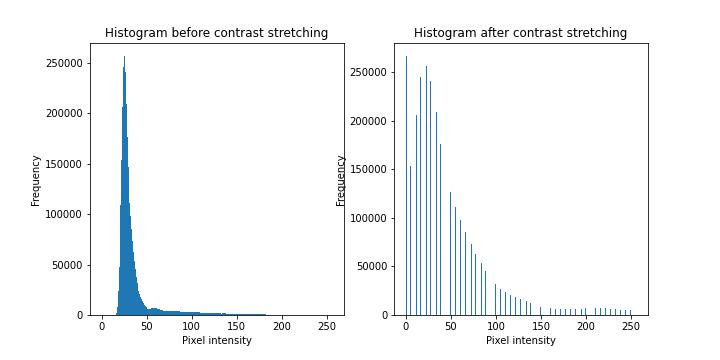 Histogram before contrast stretching
Histogram after contrast stretching
Frequency
250000
200000
150000
100000
50000
0
0 50 100 150 200 250
Pixel intensity
Frequency
250000
200000
150000
100000
50000
0
0 50 100 150 200 250
Pixel intensity